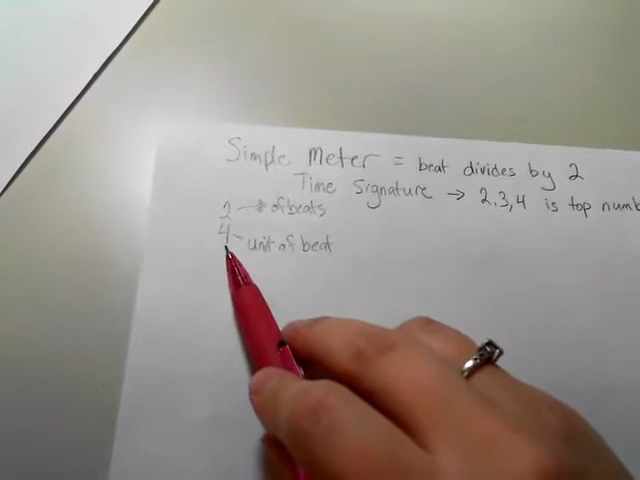 Simple Meter = beat divides by 2
Time Signature → 2,3,4 is top numb
2 – # of beats
4 – unit of beat